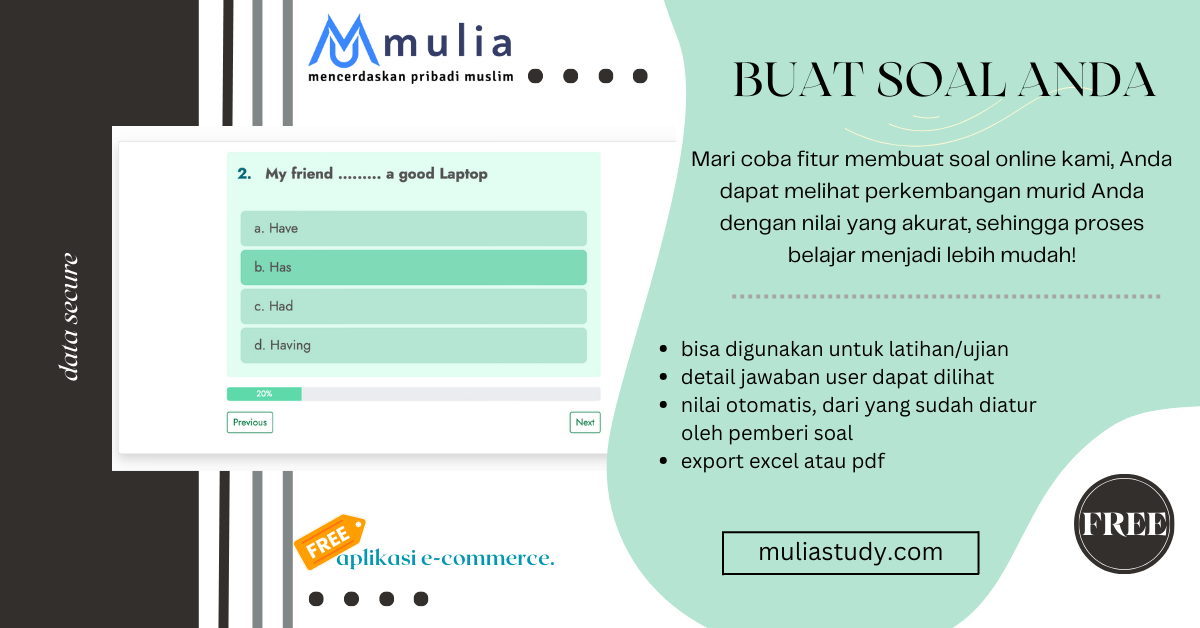 mulia
mencerdaskan pribadi muslim
data secure
2. My friend ......... a good Laptop
a. Have
b. Has
c. Had
d. Having
20%
Previous
Next
FREE
aplikasi e-commerce.
BUAT SOAL ANDA
Mari coba fitur membuat soal online kami, Anda
dapat melihat perkembangan murid Anda
dengan nilai yang akurat, sehingga proses
belajar menjadi lebih mudah!
• bisa digunakan untuk latihan/ujian
• detail jawaban user dapat dilihat
• nilai otomatis, dari yang sudah diatur
oleh pemberi soal
• export excel atau pdf
muliastudy.com
FREE